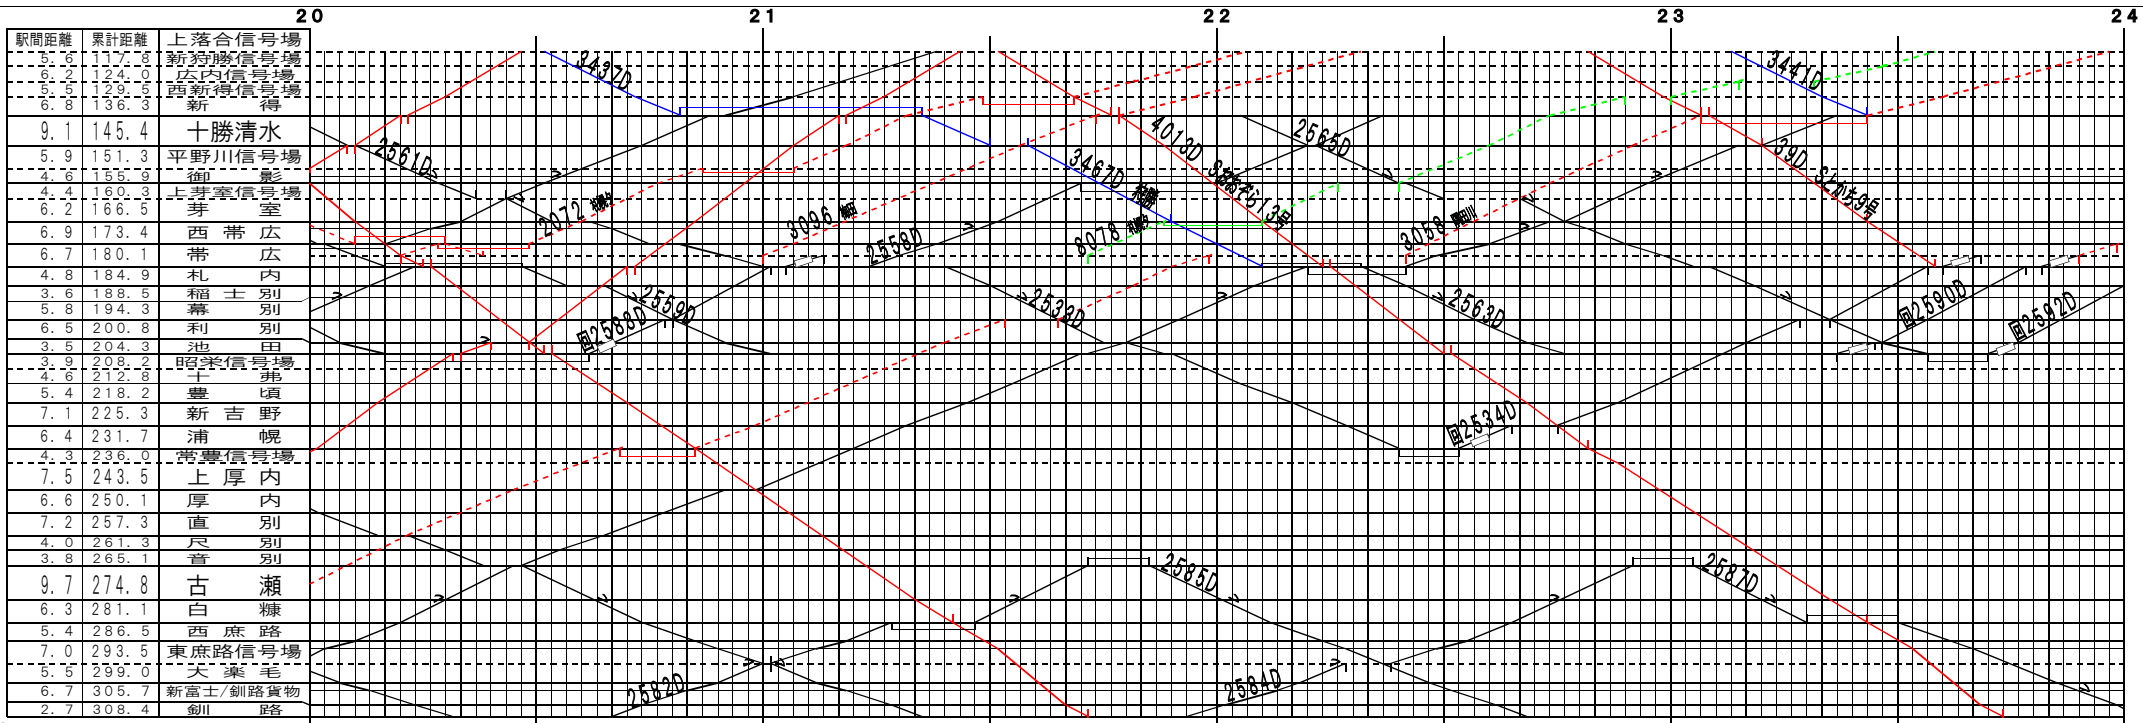 20 21 22 23 24
駅間距離 累計距離 上落合信号場
5.6 117.8 新狩勝信号場
6.2 124.0 広内信号場
5.5 129.5 西新得信号場
6.8 136.3 新得
9.1 145.4 十勝清水
5.9 151.3 平野川信号場
4.6 155.9 御影
4.4 160.3 上芽室信号場
6.2 166.5 芽室
6.9 173.4 西帯広
6.7 180.1 帯広
4.8 184.9 札内
3.6 188.5 稲士別
5.8 194.3 幕別
6.5 200.8 利別
3.5 204.3 池田
3.9 208.2 昭栄信号場
4.6 212.8 十弗
5.4 218.2 豊頃
7.1 225.3 新吉野
6.4 231.7 浦幌
4.3 236.0 常豊信号場
7.5 243.5 上厚内
6.6 250.1 厚内
7.2 257.3 直別
4.0 261.3 尺別
3.8 265.1 音別
9.7 274.8 古瀬
6.3 281.1 白糠
5.4 286.5 西庶路
7.0 293.5 東庶路信号場
5.5 299.0 大楽毛
6.7 305.7 新富士/釧路貨物
2.7 308.4 釧路
3437D
3441D
2561D
4013D
2565D
39D Sとかち9号
3467D
2072
3096
2558D
8078
3058
2559D
回2588D
2538D
2563D
回2590D
回2592D
回2534D
2585D
2587D
2582D
2584D